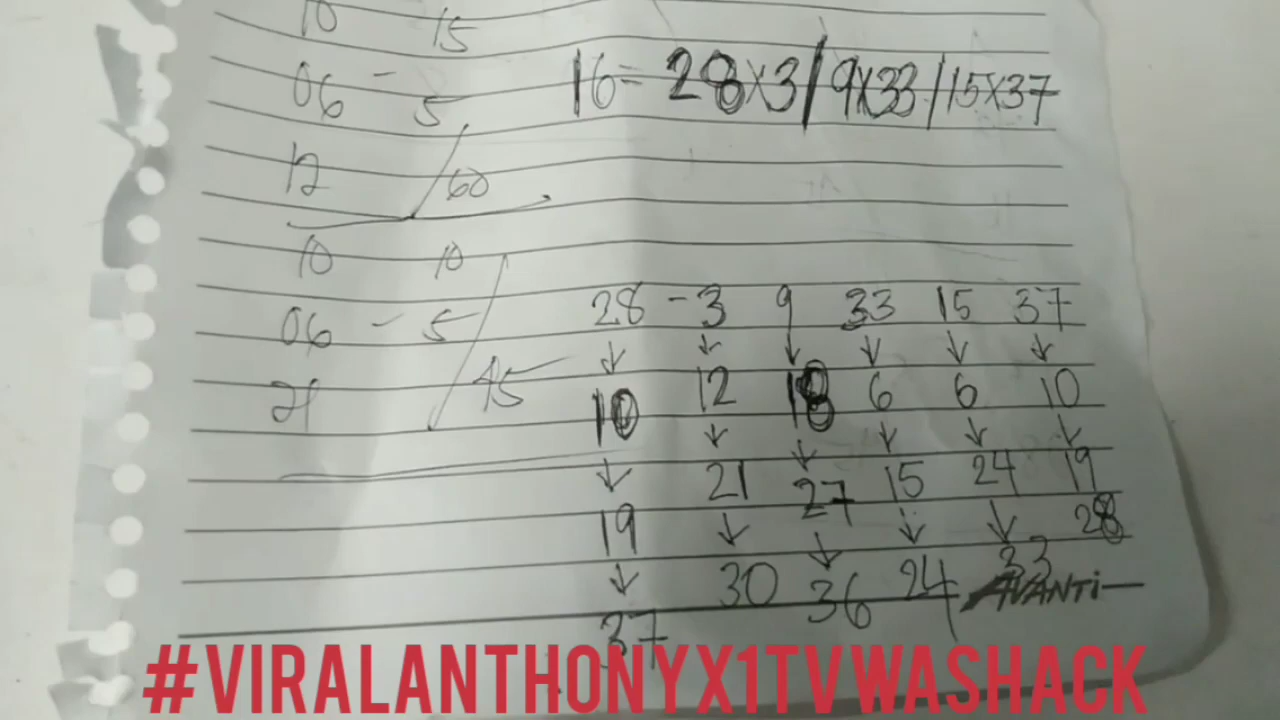 10 15
06 - 5
16= 28x3/9x33/15x37
12 /60
10 10
06 - 5
/45
28 - 3 9 33 15 37
↓ ↓ ↓ ↓ ↓ ↓
10 12 18 6 6 10
↓ ↓ ↓ ↓ ↓ ↓
19 21 27 15 24 19
↓ ↓ ↓ ↓ ↓ 28
37 30 36 24 33
AVANTi
#VIRALANTHONYX1TVWASHACK